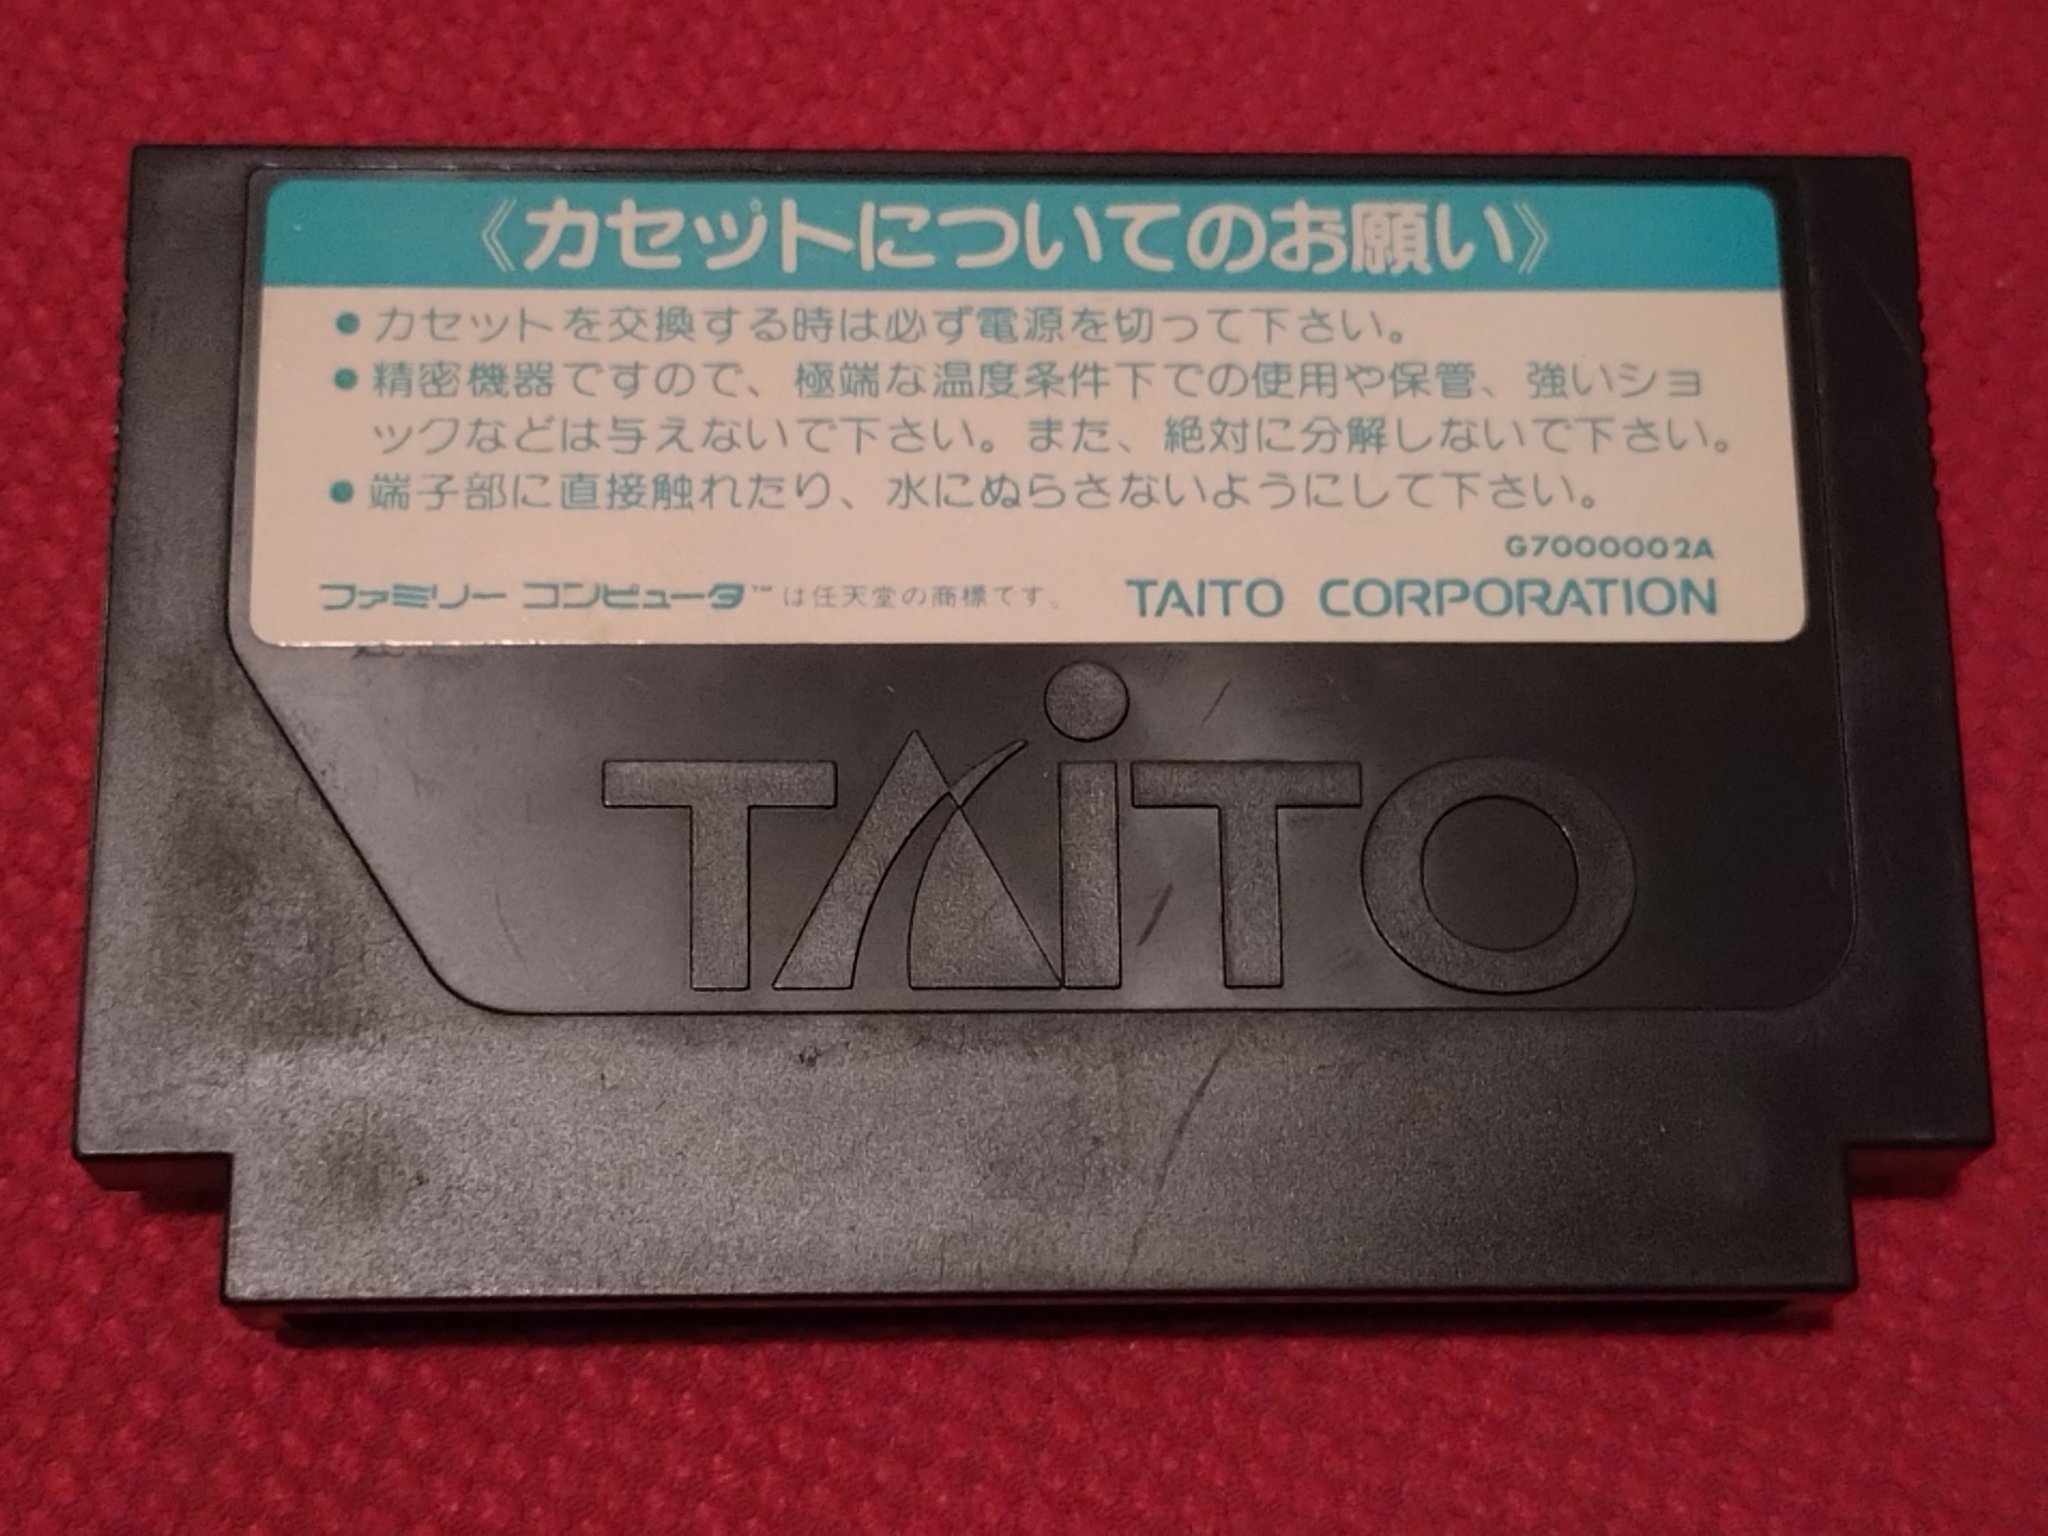 《カセットについてのお願い》
●カセットを交換する時は必ず電源を切って下さい。
●精密機器ですので、極端な温度条件下での使用や保管、強いショ
ックなどは与えないで下さい。また、絶対に分解しないで下さい。
●端子部に直接触れたり、水にぬらさないようにして下さい。
G7000002A
ファミリー コンピュータ™は任天堂の商標です。 TAITO CORPORATION
TAiTO